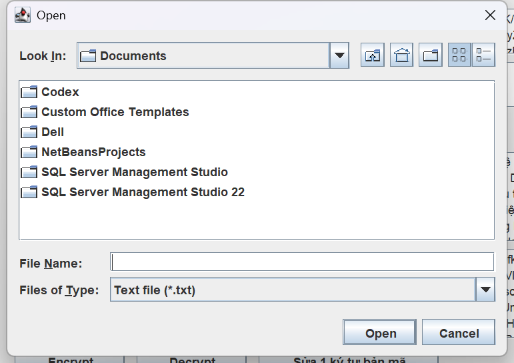 Open
Look In: Documents
Codex
Custom Office Templates
Dell
NetBeansProjects
SQL Server Management Studio
SQL Server Management Studio 22
File Name:
Files of Type: Text file (*.txt)
Open Cancel
Encrypt Decrypt Sửa 1 ký tự bản mã